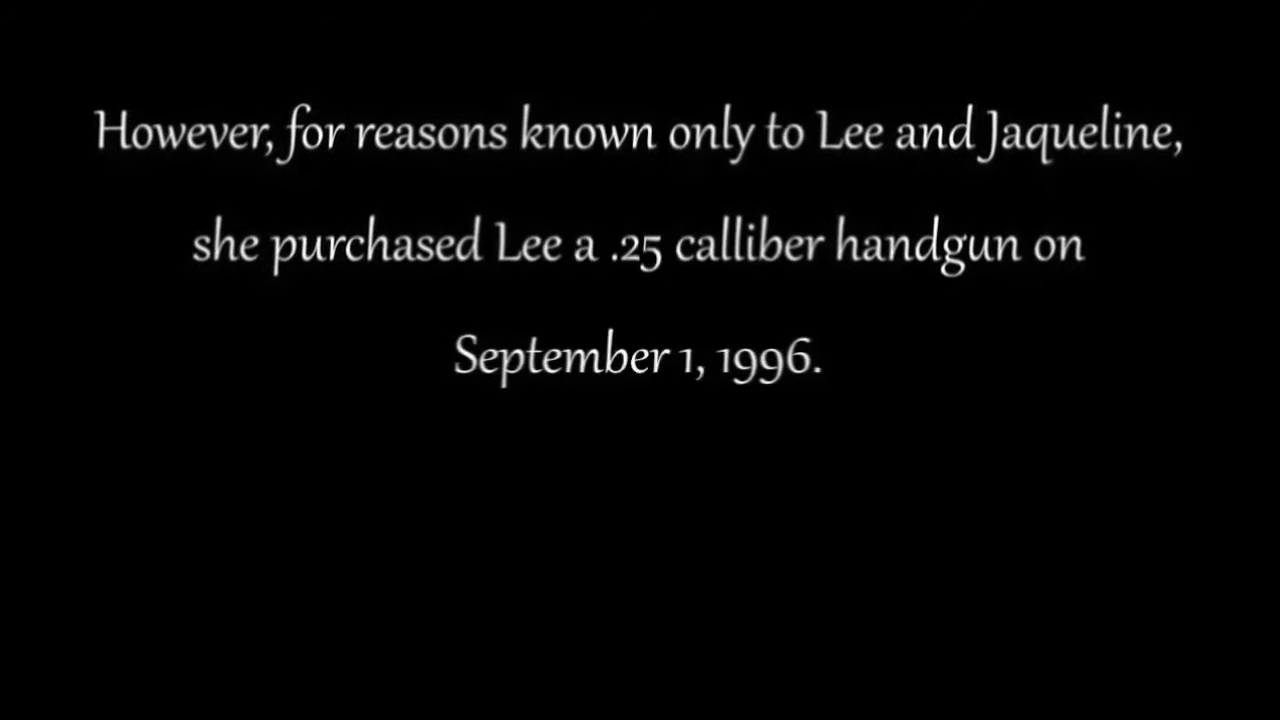 However, for reasons known only to Lee and Jaqueline,
she purchased Lee a .25 calliber handgun on
September 1, 1996.